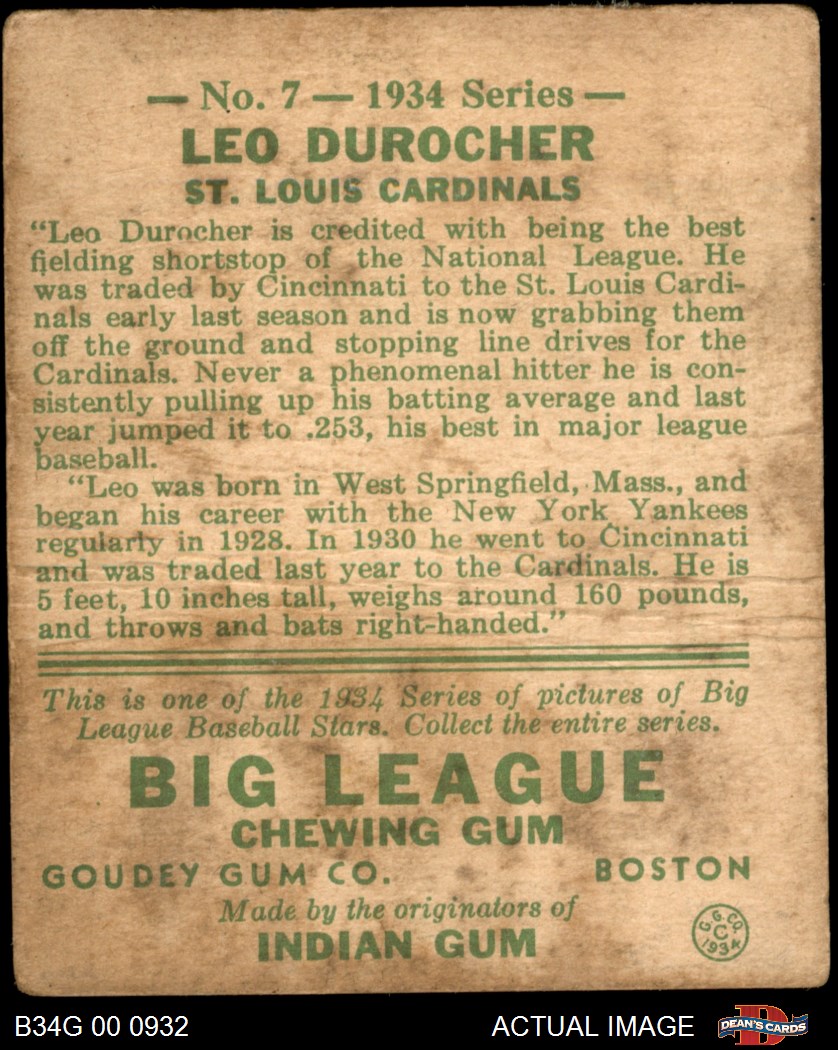 — No. 7 — 1934 Series —
LEO DUROCHER
ST. LOUIS CARDINALS
“Leo Durocher is credited with being the best
fielding shortstop of the National League. He
was traded by Cincinnati to the St. Louis Cardi-
nals early last season and is now grabbing them
off the ground and stopping line drives for the
Cardinals. Never a phenomenal hitter he is con-
sistently pulling up his batting average and last
year jumped it to .253, his best in major league
baseball.
“Leo was born in West Springfield, Mass., and
began his career with the New York Yankees
regularly in 1928. In 1930 he went to Cincinnati
and was traded last year to the Cardinals. He is
5 feet, 10 inches tall, weighs around 160 pounds,
and throws and bats right-handed.”
This is one of the 1934 Series of pictures of Big
League Baseball Stars. Collect the entire series.
BIG LEAGUE
CHEWING GUM
GOUDEY GUM CO. BOSTON
Made by the originators of
INDIAN GUM
G. G. CO.
C
1934
B34G 00 0932 ACTUAL IMAGE D DEAN'S CARDS